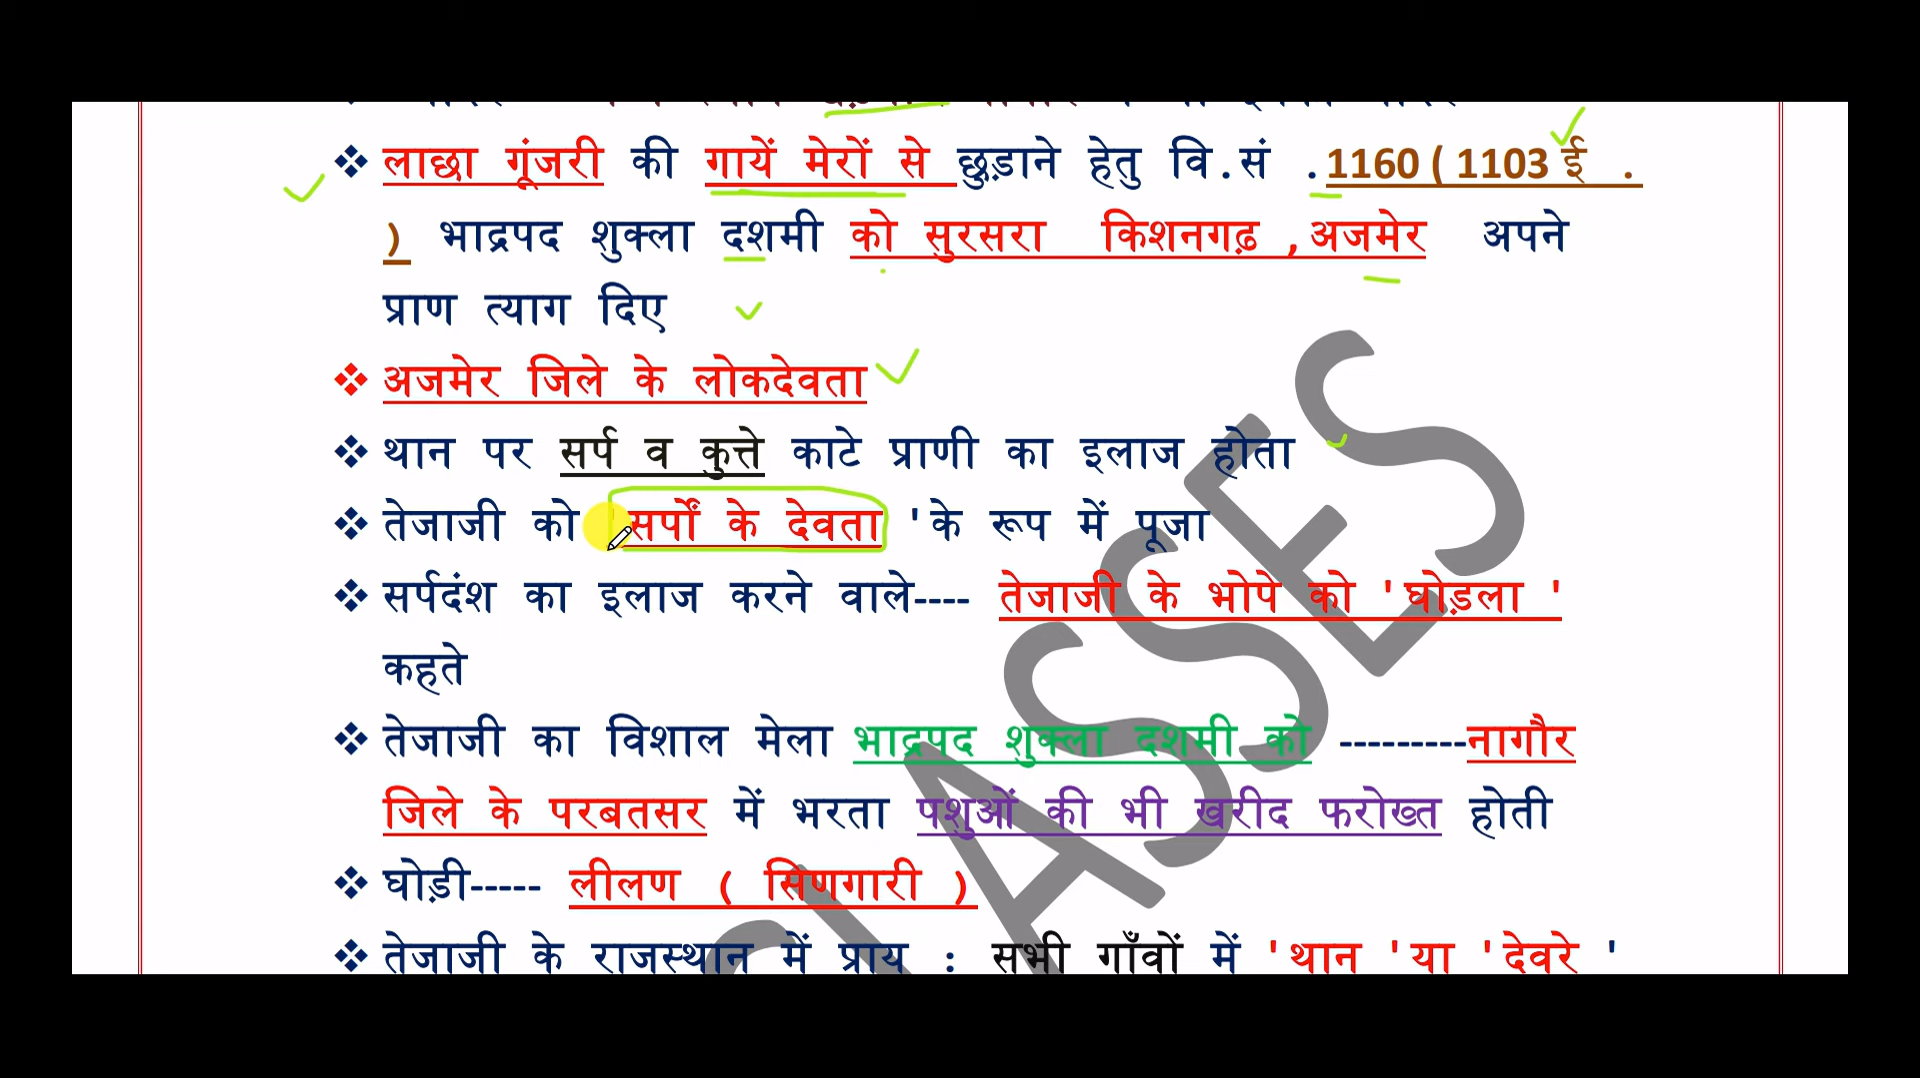 ❖ लाछा गूंजरी की गायें मेरों से छुड़ाने हेतु वि.सं .1160 ( 1103 ई .
) भाद्रपद शुक्ला दशमी को सुरसरा किशनगढ़ ,अजमेर अपने
प्राण त्याग दिए
❖ अजमेर जिले के लोकदेवता
❖ थान पर सर्प व कुत्ते काटे प्राणी का इलाज होता
❖ तेजाजी को 'सर्पों के देवता 'के रूप में पूजा
❖ सर्पदंश का इलाज करने वाले---- तेजाजी के भोपे को 'घोड़ला '
कहते
❖ तेजाजी का विशाल मेला भाद्रपद शुक्ला दशमी को ---------नागौर
जिले के परबतसर में भरता पशुओं की भी खरीद फरोख्त होती
❖ घोड़ी----- लीलण ( सिणगारी )
❖ तेजाजी के राजस्थान में प्राय : सभी गाँवों में 'थान 'या 'देवरे '
CLASSES